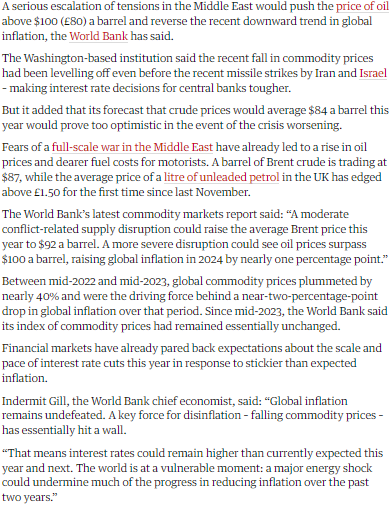 A serious escalation of tensions in the Middle East would push the price of oil
above $100 (£80) a barrel and reverse the recent downward trend in global
inflation, the World Bank has said.
The Washington-based institution said the recent fall in commodity prices
had been levelling off even before the recent missile strikes by Iran and Israel
– making interest rate decisions for central banks tougher.
But it added that its forecast that crude prices would average $84 a barrel this
year would prove too optimistic in the event of the crisis worsening.
Fears of a full-scale war in the Middle East have already led to a rise in oil
prices and dearer fuel costs for motorists. A barrel of Brent crude is trading at
$87, while the average price of a litre of unleaded petrol in the UK has edged
above £1.50 for the first time since last November.
The World Bank’s latest commodity markets report said: “A moderate
conflict-related supply disruption could raise the average Brent price this
year to $92 a barrel. A more severe disruption could see oil prices surpass
$100 a barrel, raising global inflation in 2024 by nearly one percentage point.”
Between mid-2022 and mid-2023, global commodity prices plummeted by
nearly 40% and were the driving force behind a near-two-percentage-point
drop in global inflation over that period. Since mid-2023, the World Bank said
its index of commodity prices had remained essentially unchanged.
Financial markets have already pared back expectations about the scale and
pace of interest rate cuts this year in response to stickier than expected
inflation.
Indermit Gill, the World Bank chief economist, said: “Global inflation
remains undefeated. A key force for disinflation – falling commodity prices –
has essentially hit a wall.
“That means interest rates could remain higher than currently expected this
year and next. The world is at a vulnerable moment: a major energy shock
could undermine much of the progress in reducing inflation over the past
two years.”